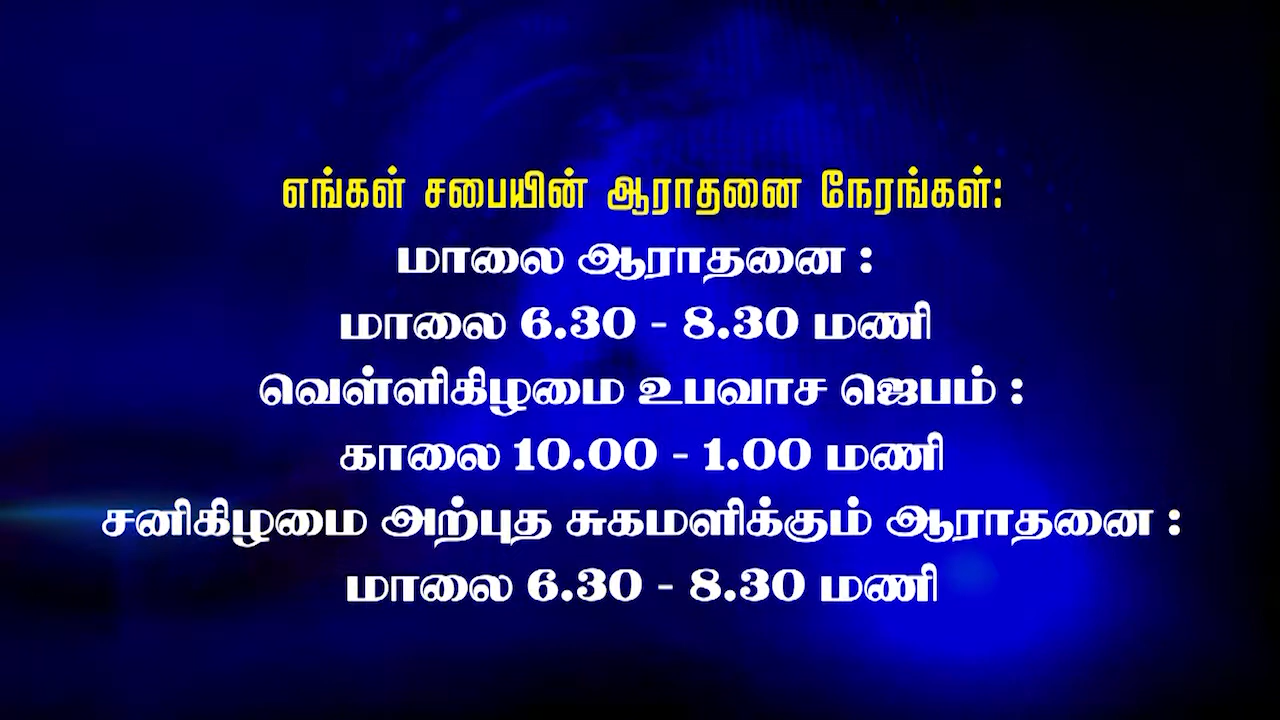 எங்கள் சபையின் ஆராதனை நேரங்கள்:
மாலை ஆராதனை :
மாலை 6.30 - 8.30 மணி
வெள்ளிகிழமை உபவாச ஜெபம் :
காலை 10.00 - 1.00 மணி
சனிகிழமை அற்புத சுகமளிக்கும் ஆராதனை :
மாலை 6.30 - 8.30 மணி